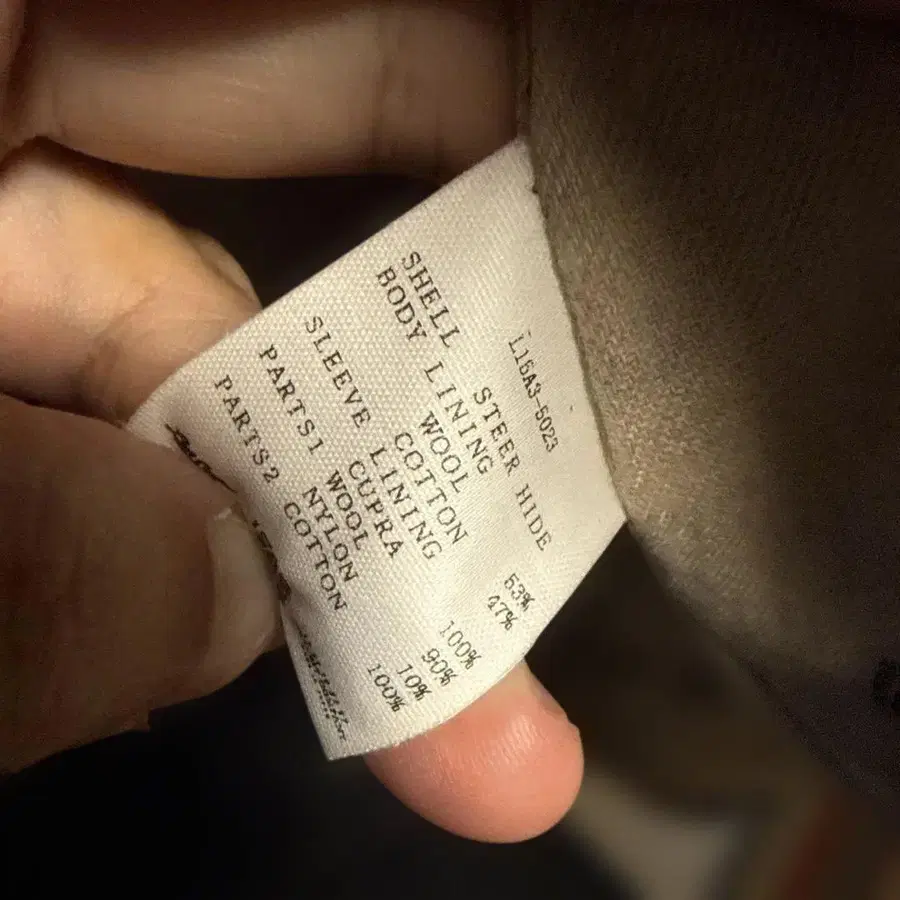 L16A3-5023
SHELL
STEER HIDE
BODY LINING
WOOL 53%
COTTON 47%
SLEEVE LINING
CUPRA 100%
PARTS1 WOOL 90%
NYLON 10%
PARTS2 COTTON 100%